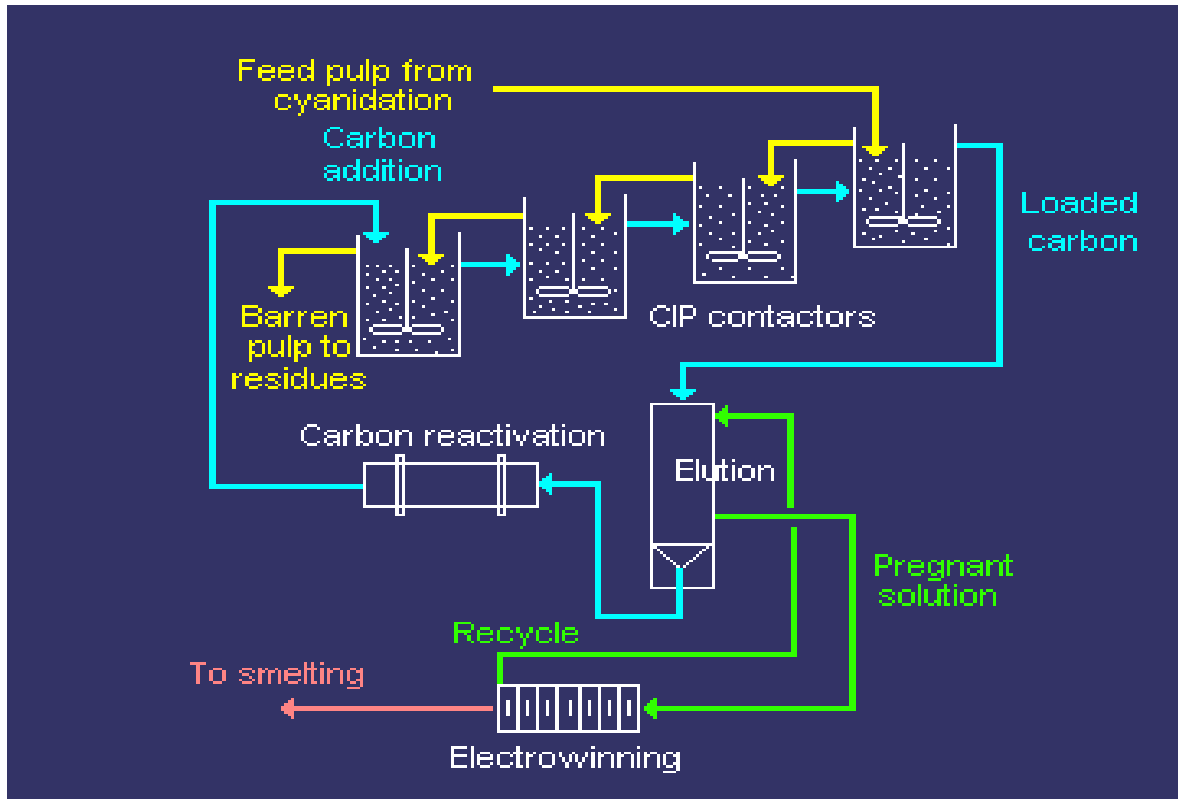 Feed pulp from
cyanidation
Carbon
addition
Loaded
carbon
Barren
pulp to
residues
CIP contactors
Carbon reactivation
Elution
Pregnant
solution
Recycle
To smelting
Electrowinning